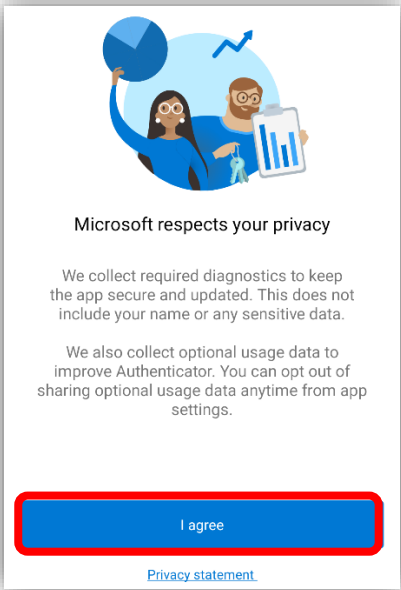 Microsoft respects your privacy
We collect required diagnostics to keep
the app secure and updated. This does not
include your name or any sensitive data.
We also collect optional usage data to
improve Authenticator. You can opt out of
sharing optional usage data anytime from app
settings.
I agree
Privacy statement